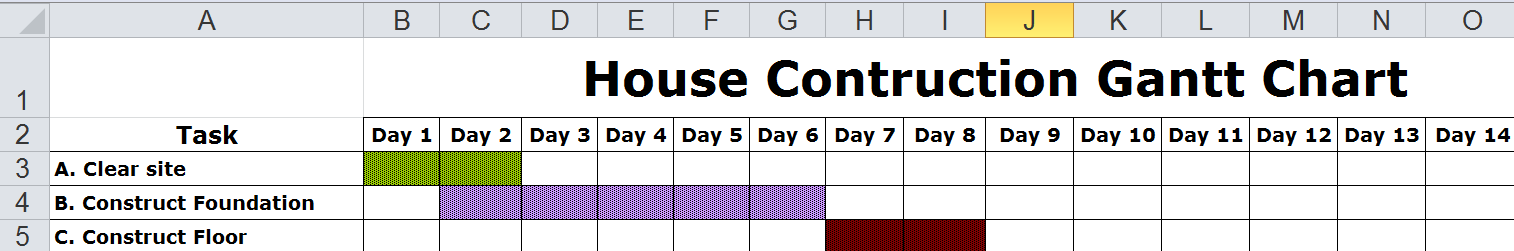 A B C D E F G H I J K L M N O
1 House Contruction Gantt Chart
2 Task Day 1 Day 2 Day 3 Day 4 Day 5 Day 6 Day 7 Day 8 Day 9 Day 10 Day 11 Day 12 Day 13 Day 14
3 A. Clear site
4 B. Construct Foundation
5 C. Construct Floor